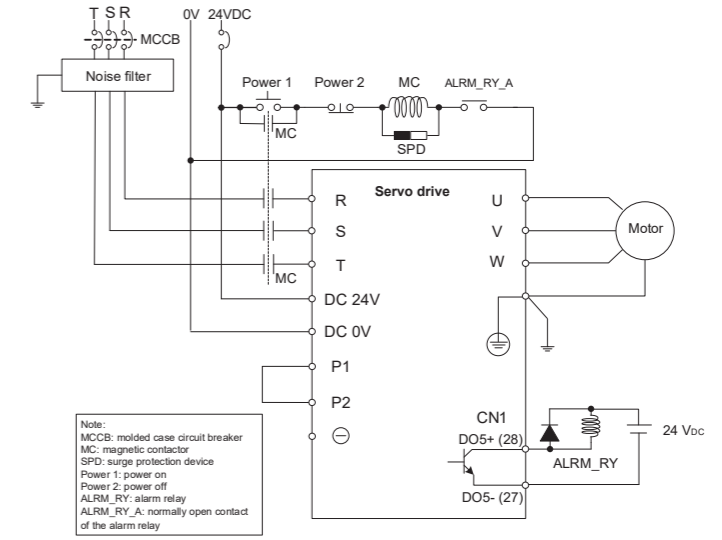 T S R
0V 24VDC
MCCB
Noise filter
Power 1 Power 2 MC ALRM_RY_A
MC
SPD
Servo drive
R U
S V
T W
Motor
MC
DC 24V
DC 0V
P1
P2
CN1
DO5+ (28)
24 VDC
ALRM_RY
DO5- (27)
Note:
MCCB: molded case circuit breaker
MC: magnetic contactor
SPD: surge protection device
Power 1: power on
Power 2: power off
ALRM_RY: alarm relay
ALRM_RY_A: normally open contact
of the alarm relay